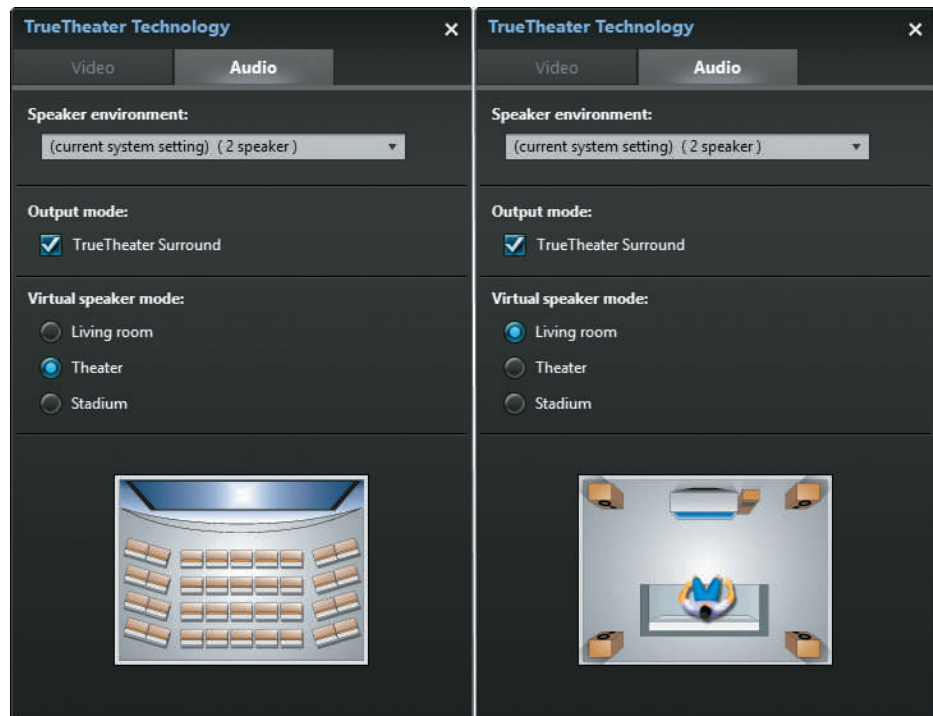 TrueTheater Technology
Video Audio
Speaker environment:
(current system setting) ( 2 speaker )
Output mode:
TrueTheater Surround
Virtual speaker mode:
Living room
Theater
Stadium
TrueTheater Technology
Video Audio
Speaker environment:
(current system setting) ( 2 speaker )
Output mode:
TrueTheater Surround
Virtual speaker mode:
Living room
Theater
Stadium